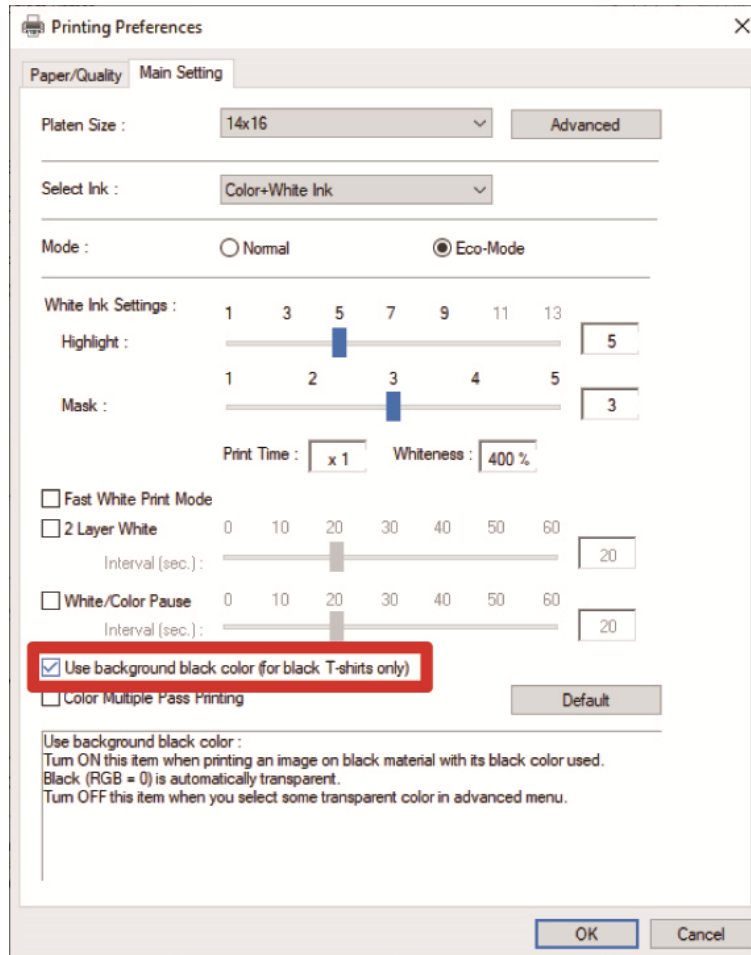 Printing Preferences
Paper/Quality Main Setting
Platen Size : 14x16 Advanced
Select Ink : Color+White Ink
Mode : Normal Eco-Mode
White Ink Settings : 1 3 5 7 9 11 13
Highlight : 5
1 2 3 4 5
Mask : 3
Print Time : x 1 Whiteness : 400 %
Fast White Print Mode
2 Layer White 0 10 20 30 40 50 60
Interval (sec.) : 20
White/Color Pause 0 10 20 30 40 50 60
Interval (sec.) : 20
Use background black color (for black T-shirts only)
Color Multiple Pass Printing Default
Use background black color :
Turn ON this item when printing an image on black material with its black color used.
Black (RGB = 0) is automatically transparent.
Turn OFF this item when you select some transparent color in advanced menu.
OK Cancel